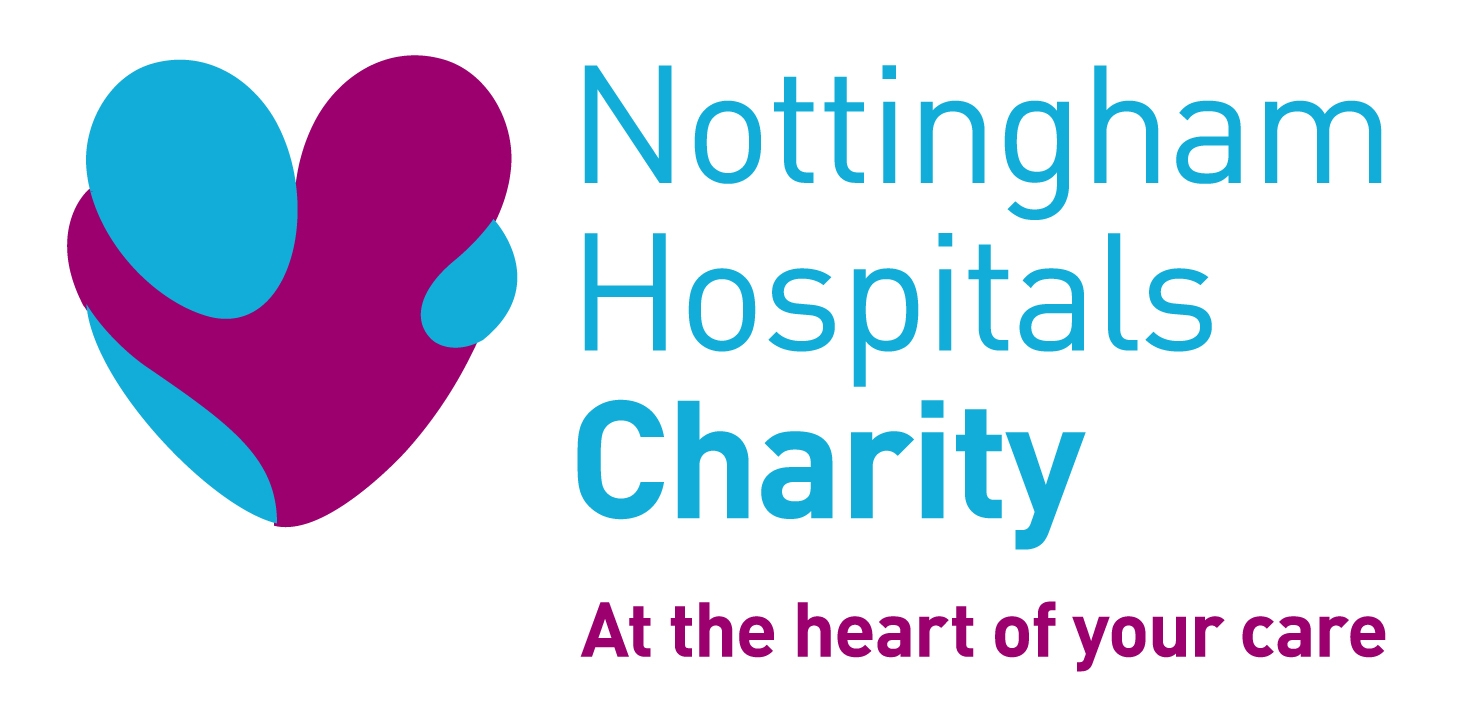 Nottingham
Hospitals
Charity
At the heart of your care